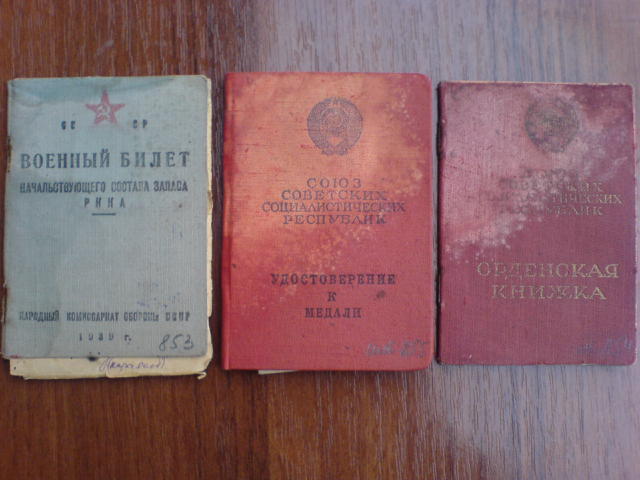 СС СР
ВОЕННЫЙ БИЛЕТ
НАЧАЛЬСТВУЮЩЕГО СОСТАВА ЗАПАСА
РККА
НАРОДНЫЙ КОМИССАРИАТ ОБОРОНЫ СССР
1939 г.
853
СОЮЗ
СОВЕТСКИХ
СОЦИАЛИСТИЧЕСКИХ
РЕСПУБЛИК
УДОСТОВЕРЕНИЕ
К
МЕДАЛИ
СОВЕТСКИХ
ОРДЕНСКАЯ
КНИЖКА